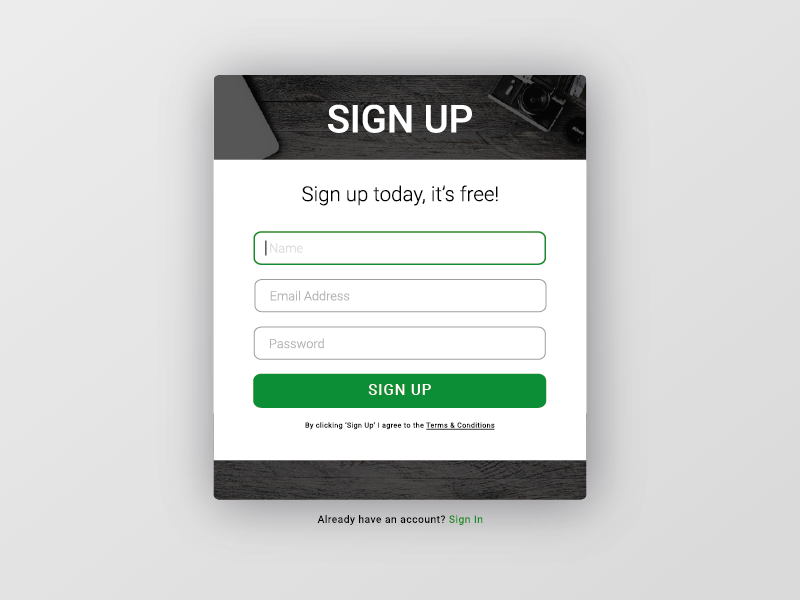 SIGN UP
Sign up today, it's free!
Name
Email Address
Password
SIGN UP
By clicking 'Sign Up' I agree to the Terms & Conditions
Already have an account? Sign In